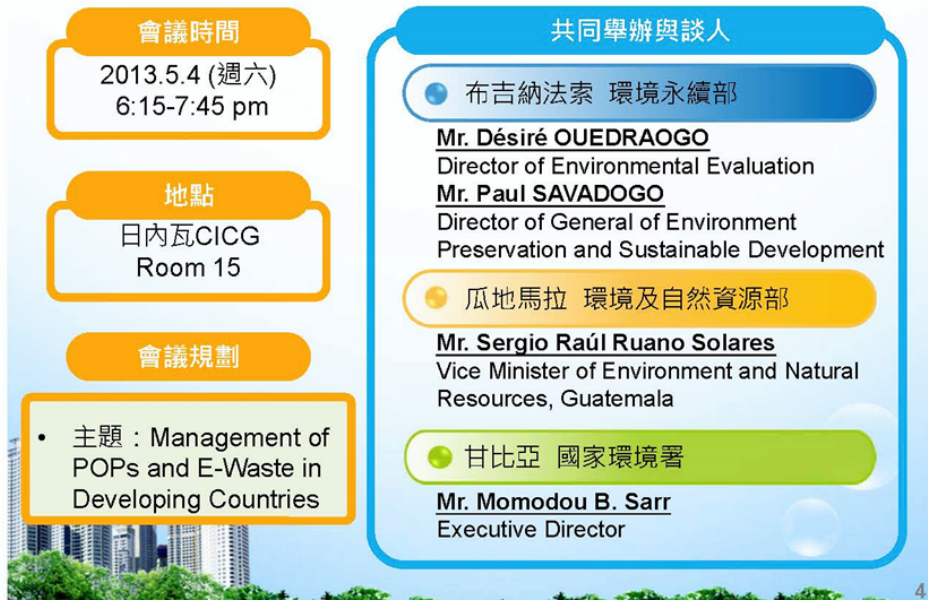 會議時間
2013.5.4 (週六)
6:15-7:45 pm
地點
日內瓦CICG
Room 15
會議規劃
• 主題：Management of
POPs and E-Waste in
Developing Countries
共同舉辦與談人
布吉納法索 環境永續部
Mr. Désiré OUEDRAOGO
Director of Environmental Evaluation
Mr. Paul SAVADOGO
Director of General of Environment
Preservation and Sustainable Development
瓜地馬拉 環境及自然資源部
Mr. Sergio Raúl Ruano Solares
Vice Minister of Environment and Natural
Resources, Guatemala
甘比亞 國家環境署
Mr. Momodou B. Sarr
Executive Director
4